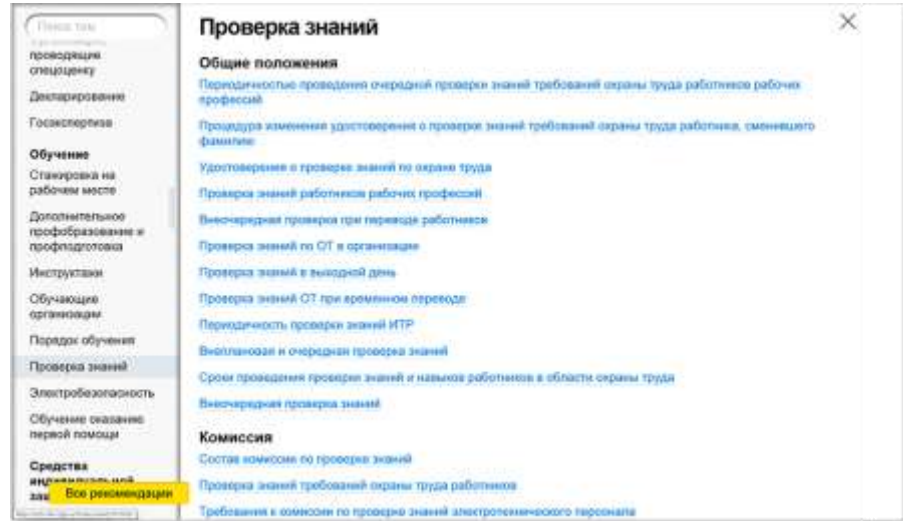 Поиск тем
проводящие
спецоценку
Декларирование
Госэкспертиза
Обучение
Стажировка на
рабочем месте
Дополнительное
профобразование и
профподготовка
Инструктажи
Обучающие
организации
Порядок обучения
Проверка знаний
Электробезопасность
Обучение оказанию
первой помощи
Средства
индивидуальной
Все рекомендации
Проверка знаний
Общие положения
Периодичностью проведения очередной проверки знаний требований охраны труда работников рабочих
профессий
Процедура изменения удостоверения о проверке знаний требований охраны труда работника, сменившего
фамилию
Удостоверения о проверке знаний по охране труда
Проверка знаний работников рабочих профессий
Внеочередная проверка при переводе работников
Проверка знаний по ОТ в организации
Проверка знаний в выходной день
Проверка знаний ОТ при временном переводе
Периодичность проверки знаний ИТР
Внеплановая и очередная проверка знаний
Сроки проведения проверки знаний и навыков работников в области охраны труда
Внеочередная проверка знаний
Комиссия
Состав комиссии по проверке знаний
Проверка знаний требований охраны труда работников
Требования к комиссии по проверке знаний электротехнического персонала